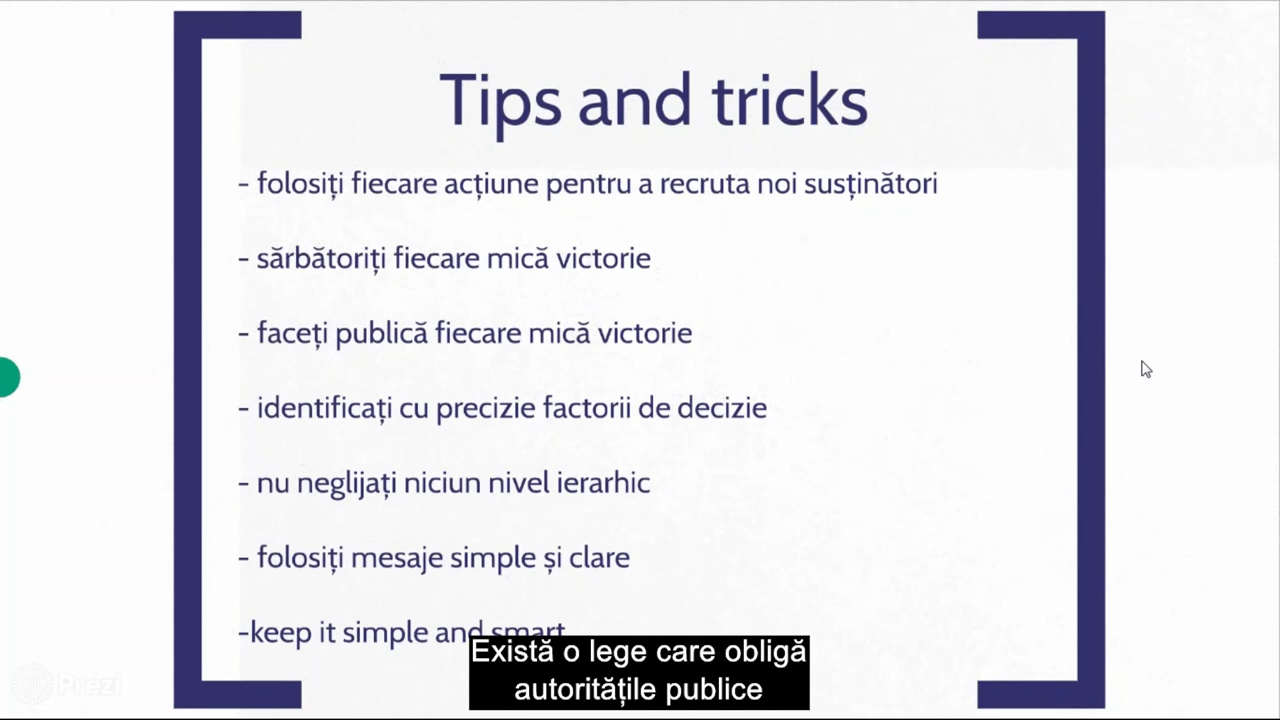 Tips and tricks
- folosiți fiecare acțiune pentru a recruta noi susținători
- sărbătoriți fiecare mică victorie
- faceți publică fiecare mică victorie
- identificați cu precizie factorii de decizie
- nu neglijați niciun nivel ierarhic
- folosiți mesaje simple și clare
-keep it simple and smart
Există o lege care obligă
autoritățile publice
Prezi